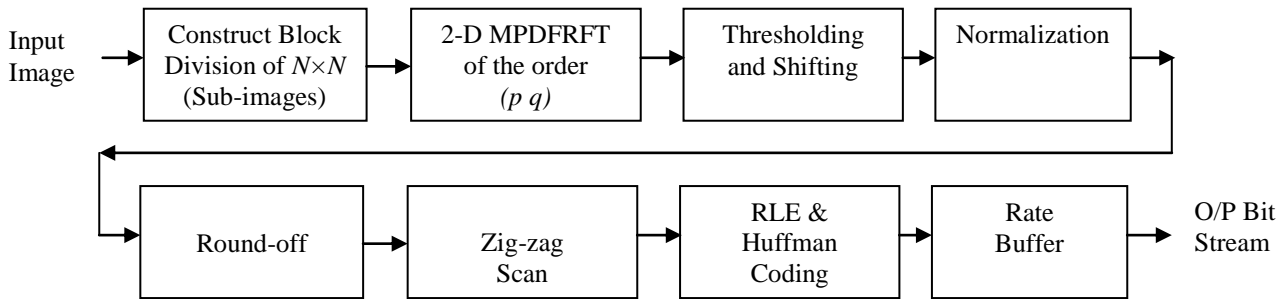 Input
Image
Construct Block
Division of N×N
(Sub-images)
2-D MPDFRFT
of the order
(p q)
Thresholding
and Shifting
Normalization
Round-off
Zig-zag
Scan
RLE &
Huffman
Coding
Rate
Buffer
O/P Bit
Stream